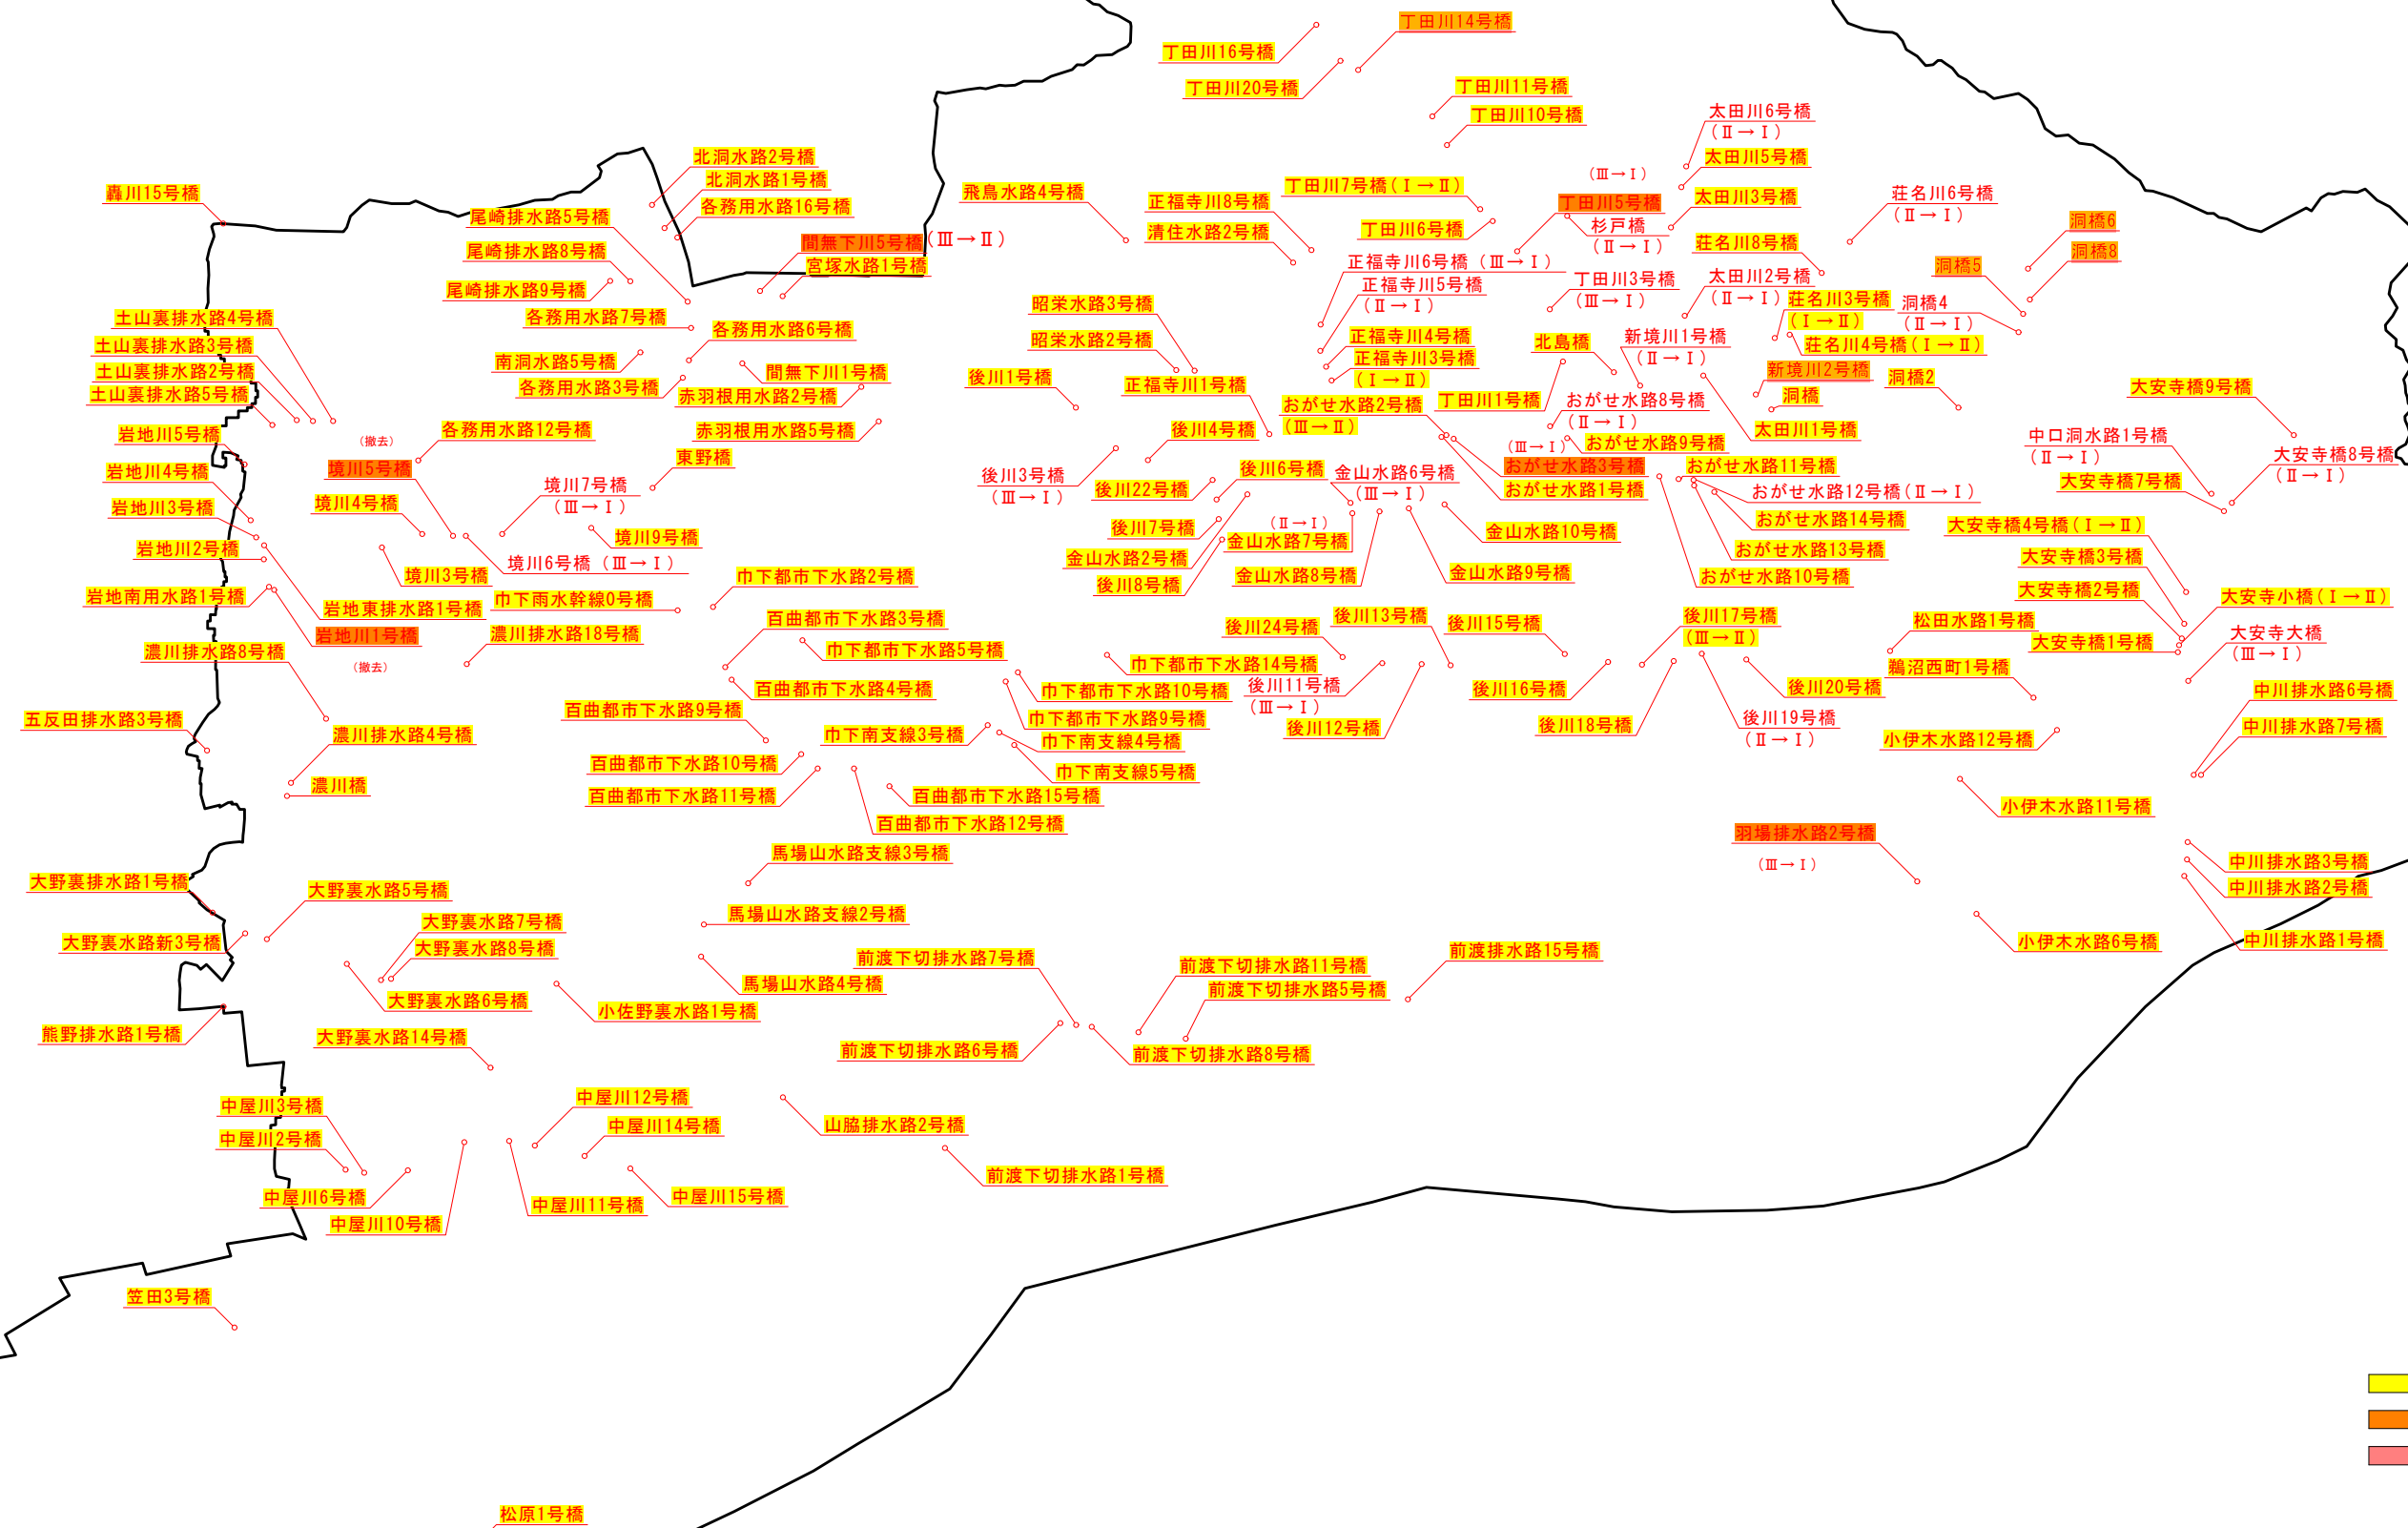 丁田川14号橋
丁田川16号橋
丁田川20号橋
丁田川11号橋
丁田川10号橋
太田川6号橋
(Ⅱ→Ⅰ)
北洞水路2号橋
太田川5号橋
北洞水路1号橋
(Ⅲ→Ⅰ)
轟川15号橋
飛鳥水路4号橋
丁田川7号橋(Ⅰ→Ⅱ)
荘名川6号橋
(Ⅱ→Ⅰ)
各務用水路16号橋
正福寺川8号橋
丁田川5号橋
太田川3号橋
尾崎排水路5号橋
洞橋6
清住水路2号橋
丁田川6号橋
杉戸橋
(Ⅱ→Ⅰ)
間無下川5号橋(Ⅲ→Ⅱ)
荘名川8号橋
尾崎排水路8号橋
洞橋8
宮塚水路1号橋
正福寺川6号橋(Ⅲ→Ⅰ)
洞橋5
尾崎排水路9号橋
正福寺川5号橋
(Ⅱ→Ⅰ)
丁田川3号橋
(Ⅲ→Ⅰ)
太田川2号橋
(Ⅱ→Ⅰ)
昭栄水路3号橋
荘名川3号橋
(Ⅰ→Ⅱ)
洞橋4
(Ⅱ→Ⅰ)
土山裏排水路4号橋
各務用水路7号橋
各務用水路6号橋
昭栄水路2号橋
正福寺川4号橋
北島橋
新境川1号橋
(Ⅱ→Ⅰ)
荘名川4号橋(Ⅰ→Ⅱ)
土山裏排水路3号橋
南洞水路5号橋
正福寺川3号橋
(Ⅰ→Ⅱ)
土山裏排水路2号橋
間無下川1号橋
後川1号橋
新境川2号橋
洞橋2
土山裏排水路5号橋
各務用水路3号橋
赤羽根用水路2号橋
正福寺川1号橋
大安寺橋9号橋
丁田川1号橋
おがせ水路8号橋
(Ⅱ→Ⅰ)
洞橋
おがせ水路2号橋
(Ⅲ→Ⅱ)
岩地川5号橋
(撤去)
各務用水路12号橋
赤羽根用水路5号橋
後川4号橋
太田川1号橋
(Ⅲ→Ⅰ)
おがせ水路9号橋
中口洞水路1号橋
(Ⅱ→Ⅰ)
大安寺橋8号橋
(Ⅱ→Ⅰ)
岩地川4号橋
境川5号橋
東野橋
後川3号橋
(Ⅲ→Ⅰ)
後川6号橋
金山水路6号橋
(Ⅲ→Ⅰ)
おがせ水路3号橋
おがせ水路11号橋
境川7号橋
(Ⅲ→Ⅰ)
後川22号橋
おがせ水路1号橋
おがせ水路12号橋(Ⅱ→Ⅰ)
大安寺橋7号橋
岩地川3号橋
境川4号橋
後川7号橋
(Ⅱ→Ⅰ)
金山水路7号橋
金山水路10号橋
おがせ水路14号橋
大安寺橋4号橋(Ⅰ→Ⅱ)
境川9号橋
岩地川2号橋
境川6号橋(Ⅲ→Ⅰ)
金山水路2号橋
おがせ水路13号橋
大安寺橋3号橋
境川3号橋
巾下都市下水路2号橋
後川8号橋
金山水路8号橋
金山水路9号橋
おがせ水路10号橋
大安寺橋2号橋
岩地南用水路1号橋
岩地東排水路1号橋
巾下雨水幹線0号橋
大安寺小橋(Ⅰ→Ⅱ)
百曲都市下水路3号橋
後川24号橋
後川13号橋
後川15号橋
後川17号橋
(Ⅲ→Ⅱ)
松田水路1号橋
大安寺橋1号橋
大安寺大橋
(Ⅲ→Ⅰ)
岩地川1号橋
(撤去)
濃川排水路18号橋
濃川排水路8号橋
巾下都市下水路5号橋
巾下都市下水路14号橋
鵜沼西町1号橋
百曲都市下水路4号橋
巾下都市下水路10号橋
後川11号橋
(Ⅲ→Ⅰ)
後川16号橋
後川20号橋
中川排水路6号橋
五反田排水路3号橋
百曲都市下水路9号橋
巾下都市下水路9号橋
後川12号橋
後川18号橋
後川19号橋
(Ⅱ→Ⅰ)
中川排水路7号橋
濃川排水路4号橋
巾下南支線3号橋
巾下南支線4号橋
小伊木水路12号橋
百曲都市下水路10号橋
巾下南支線5号橋
濃川橋
百曲都市下水路11号橋
百曲都市下水路15号橋
小伊木水路11号橋
百曲都市下水路12号橋
羽場排水路2号橋
(Ⅲ→Ⅰ)
馬場山水路支線3号橋
中川排水路3号橋
大野裏排水路1号橋
大野裏水路5号橋
中川排水路2号橋
大野裏水路7号橋
馬場山水路支線2号橋
大野裏水路新3号橋
大野裏水路8号橋
前渡下切排水路7号橋
前渡排水路15号橋
小伊木水路6号橋
中川排水路1号橋
前渡下切排水路11号橋
馬場山水路4号橋
前渡下切排水路5号橋
大野裏水路6号橋
小佐野裏水路1号橋
熊野排水路1号橋
大野裏水路14号橋
前渡下切排水路6号橋
前渡下切排水路8号橋
中屋川3号橋
中屋川12号橋
中屋川2号橋
中屋川14号橋
山脇排水路2号橋
前渡下切排水路1号橋
中屋川6号橋
中屋川11号橋
中屋川15号橋
中屋川10号橋
笠田3号橋
松原1号橋